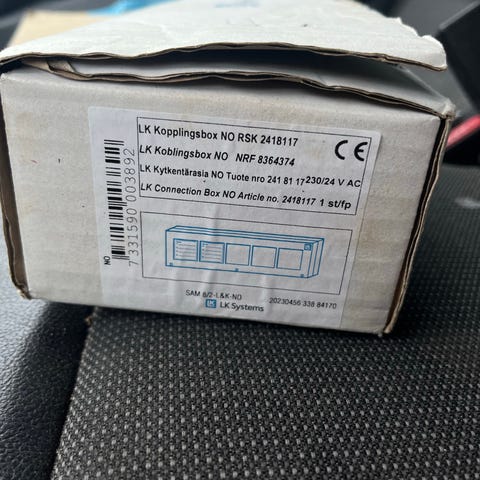 LK Kopplingsbox NO RSK 2418117
LK Koblingsbox NO NRF 8364374
LK Kytkentärasia NO Tuote nro 241 81 17 230/24 V AC
LK Connection Box NO Article no. 2418117 1 st/fp
CE
NO
7 331590 003892
SAM 8/2-L&K-NO
20230456 338 84170
LK LK Systems